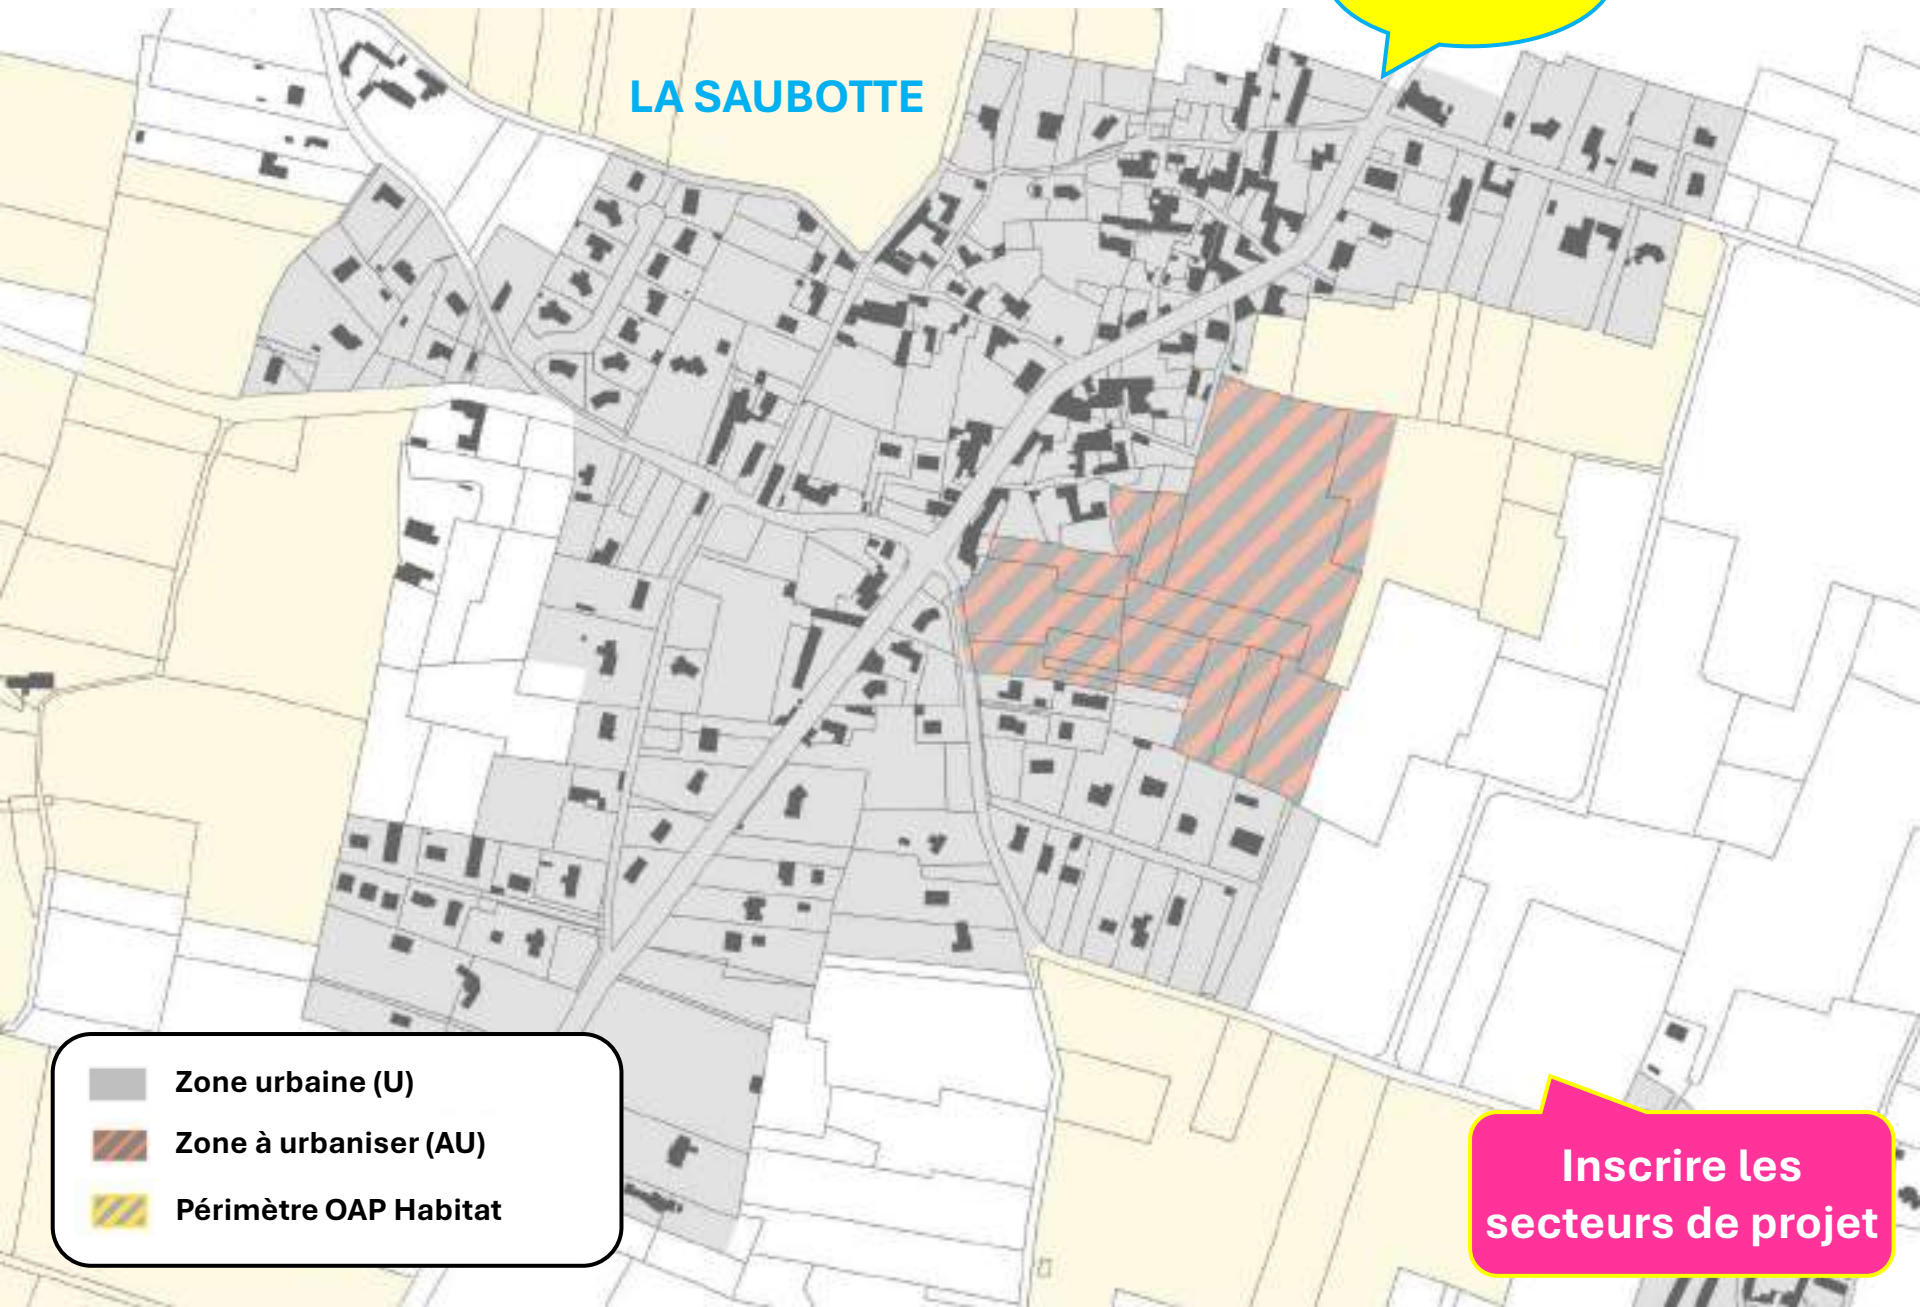 LA SAUBOTTE
Zone urbaine (U)
Zone à urbaniser (AU)
Périmètre OAP Habitat
Inscrire les
secteurs de projet